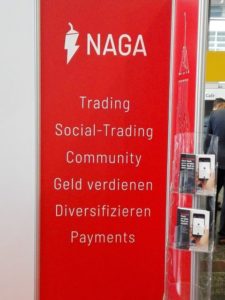 NAGA
Trading
Social-Trading
Community
Geld verdienen
Diversifizieren
Payments